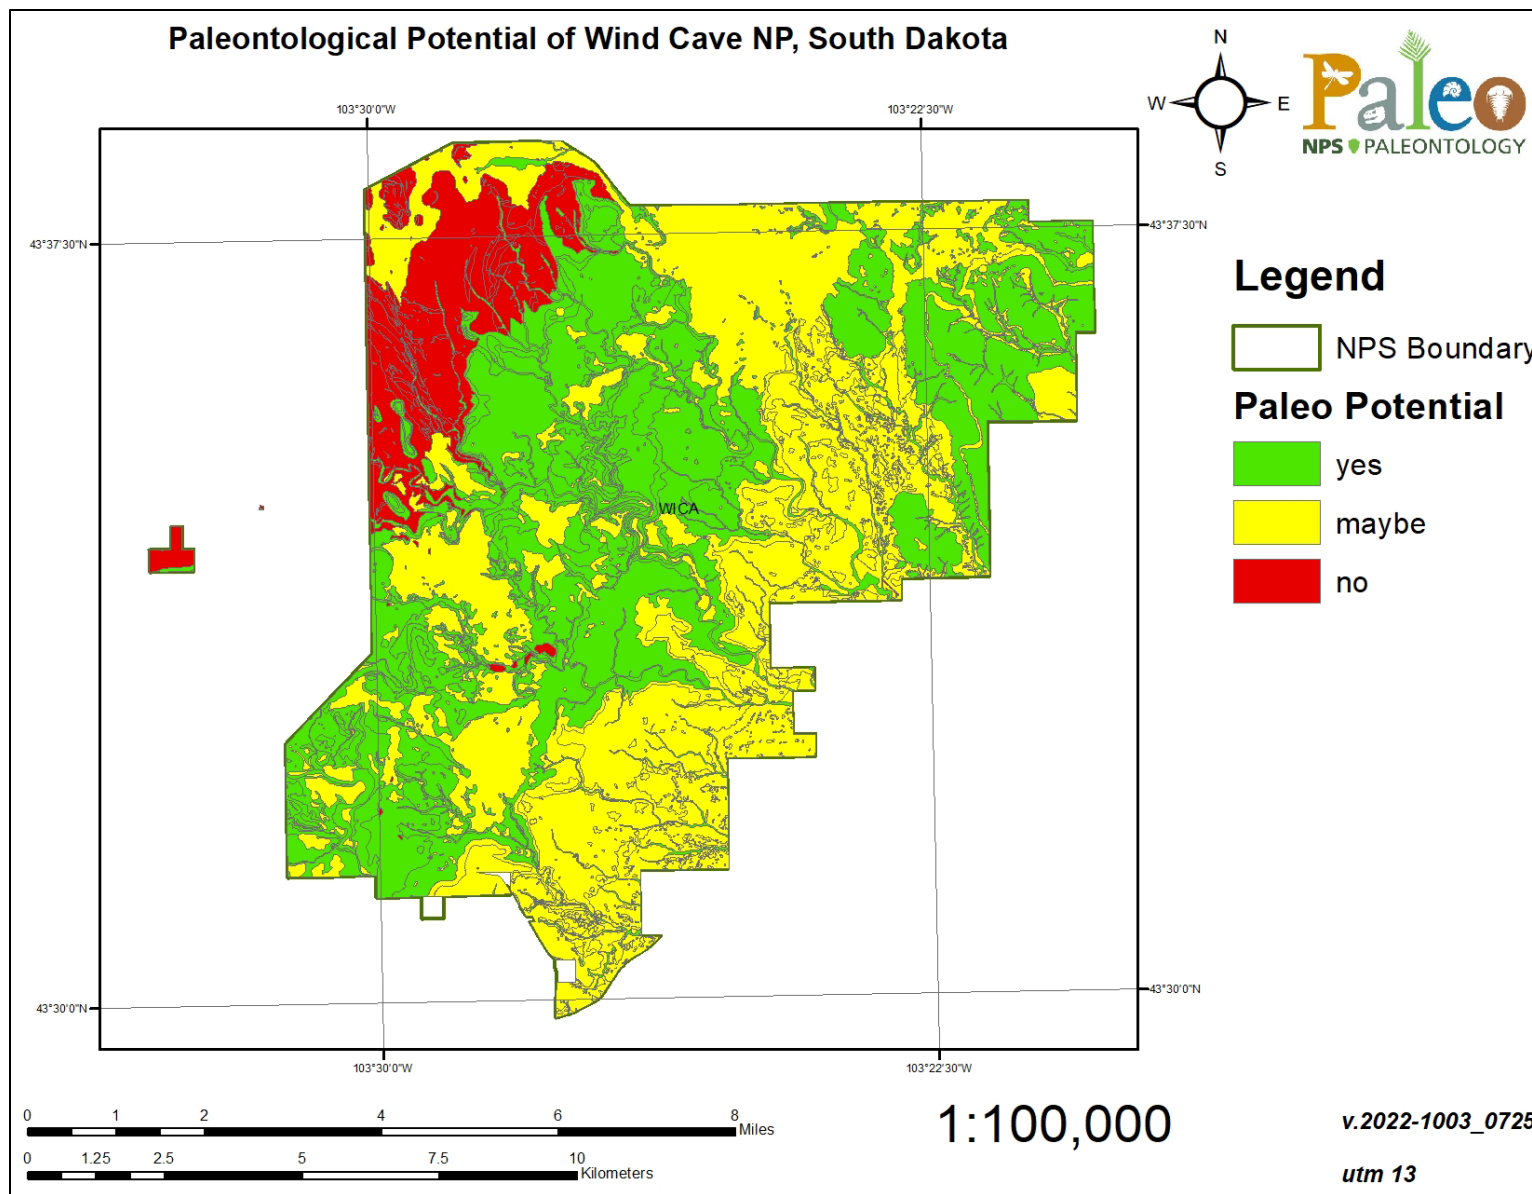 Paleontological Potential of Wind Cave NP, South Dakota
N
W
E
S
Paleo
NPS PALEONTOLOGY
103°30'0"W
103°22'30"W
43°37'30"N
43°37'30"N
Legend
NPS Boundary
Paleo Potential
yes
maybe
no
WICA
43°30'0"N
43°30'0"N
103°30'0"W
103°22'30"W
0 1 2 4 6 8
Miles
0 1.25 2.5 5 7.5 10
Kilometers
1:100,000
v.2022-1003_0725
utm 13